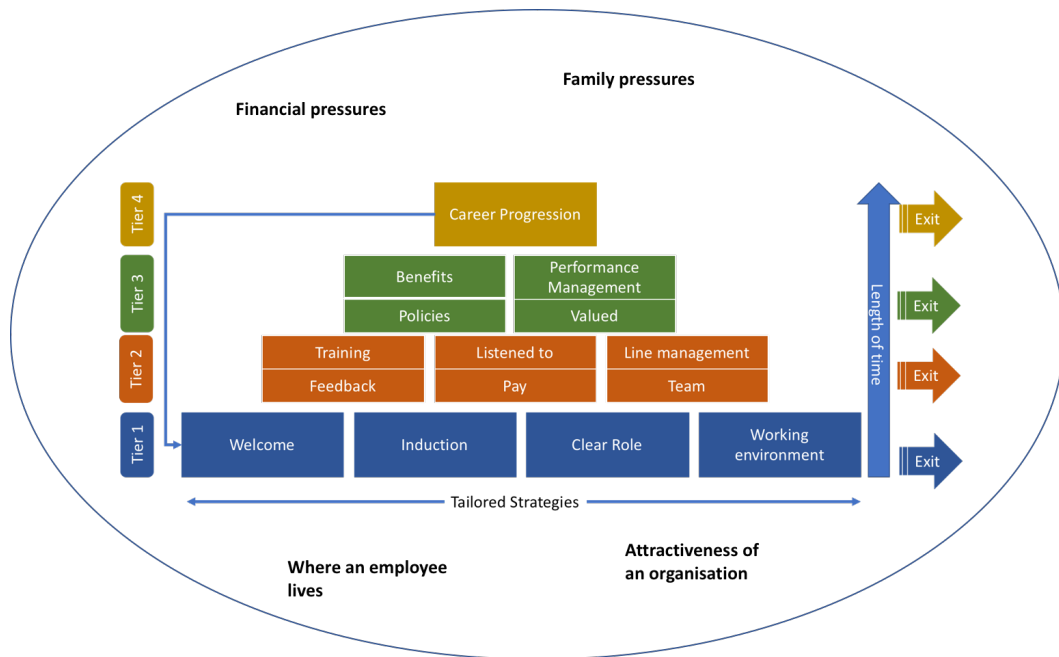 Family pressures
Financial pressures
Tier 4
Career Progression
Exit
Tier 3
Benefits
Performance
Management
Policies
Valued
Length of time
Exit
Tier 2
Training
Listened to
Line management
Feedback
Pay
Team
Exit
Tier 1
Welcome
Induction
Clear Role
Working
environment
Exit
Tailored Strategies
Where an employee
lives
Attractiveness of
an organisation